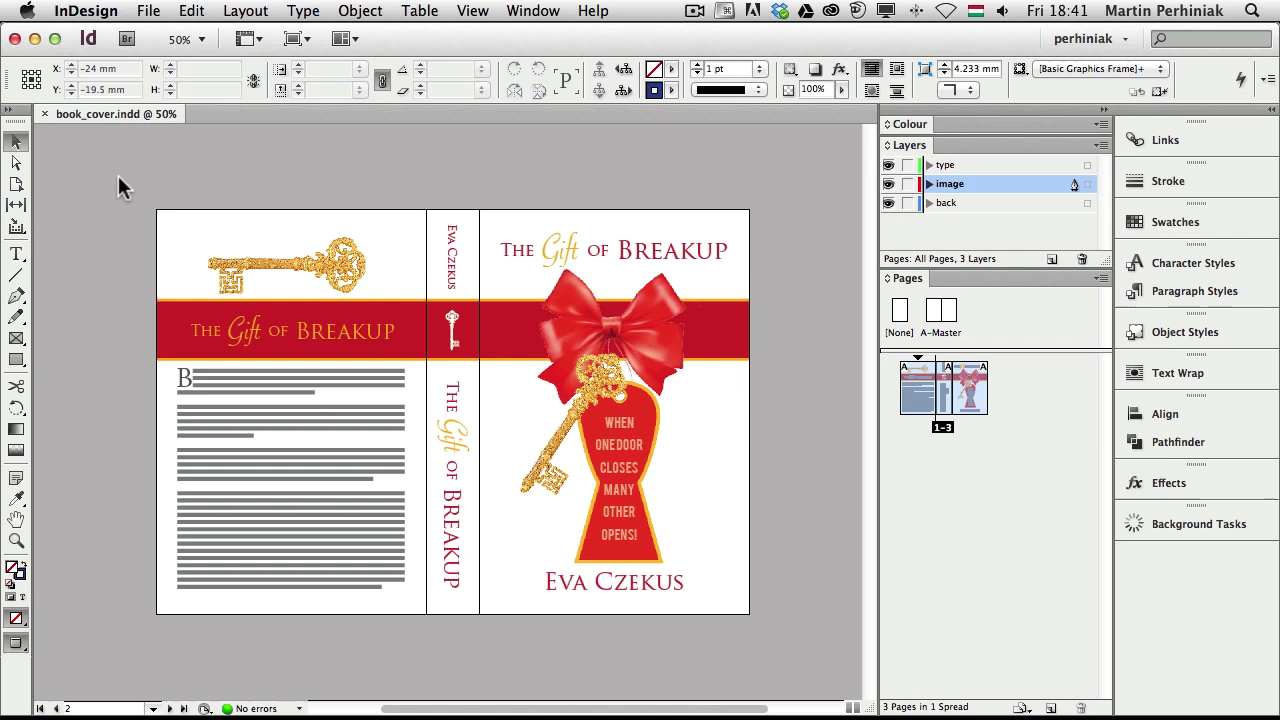 InDesign File Edit Layout Type Object Table View Window Help Fri 18:41 Martin Perhiniak
Id Br 50% perhiniak
X: -24 mm W: 1 pt 4.233 mm [Basic Graphics Frame]+
Y: -19.5 mm H: P 100%
× book_cover.indd @ 50%
EVA CZEKUS
THE Gift OF BREAKUP
THE Gift OF BREAKUP
B
THE Gift OF BREAKUP
WHEN
ONE DOOR
CLOSES
MANY
OTHER
OPENS!
EVA CZEKUS
Colour
Layers
type
image
back
Pages: All Pages, 3 Layers
Pages
[None] A-Master
A A A
1-3
3 Pages in 1 Spread
Links
Stroke
Swatches
Character Styles
Paragraph Styles
Object Styles
Text Wrap
Align
Pathfinder
fx Effects
Background Tasks
2 No errors